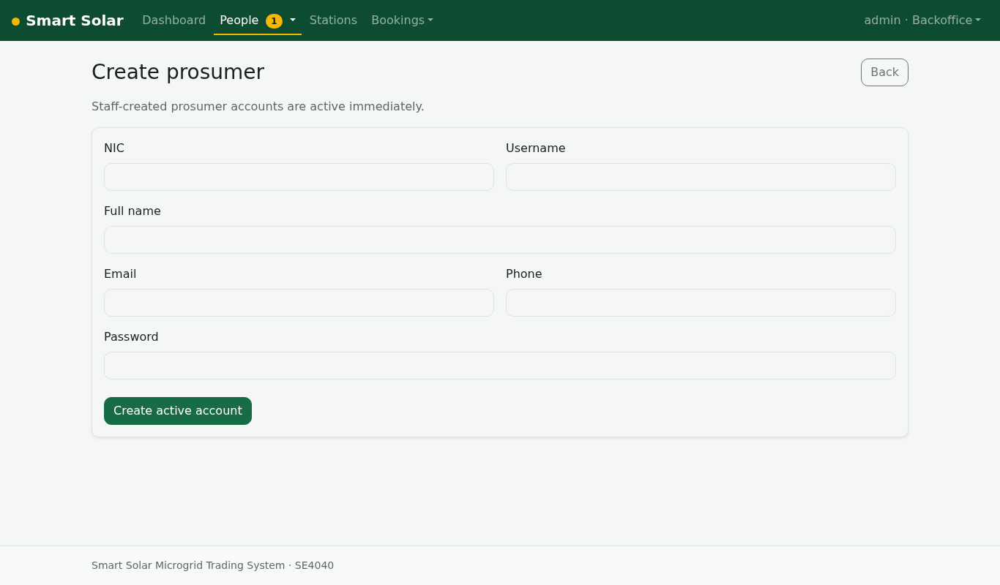 Smart Solar Dashboard People 1 Stations Bookings admin · Backoffice
Create prosumer Back
Staff-created prosumer accounts are active immediately.
NIC Username
Full name
Email Phone
Password
Create active account
Smart Solar Microgrid Trading System · SE4040